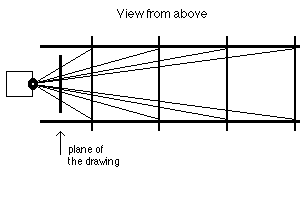 View from above
plane of
the drawing